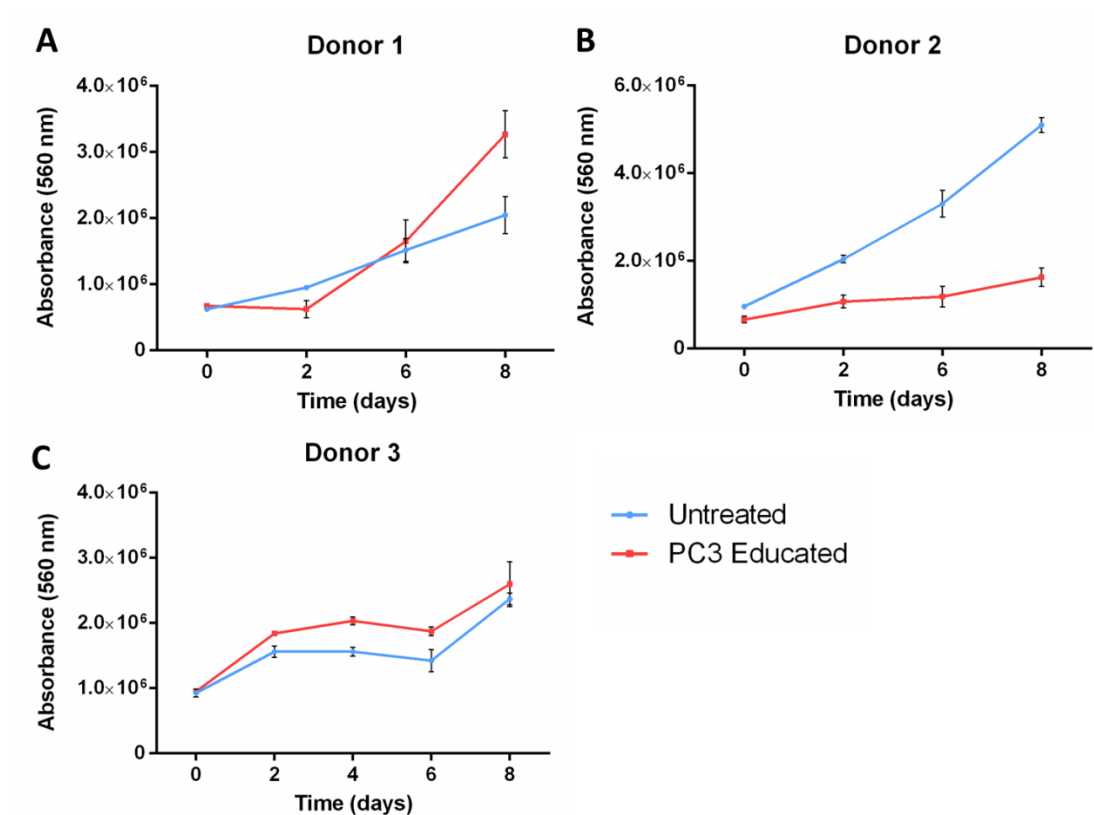 A
Donor 1
Absorbance (560 nm)
4.0×10⁶
3.0×10⁶
2.0×10⁶
1.0×10⁶
0
0 2 6 8
Time (days)
B
Donor 2
Absorbance (560 nm)
6.0×10⁶
4.0×10⁶
2.0×10⁶
0
0 2 6 8
Time (days)
C
Donor 3
Absorbance (560 nm)
4.0×10⁶
3.0×10⁶
2.0×10⁶
1.0×10⁶
0
0 2 4 6 8
Time (days)
Untreated
PC3 Educated